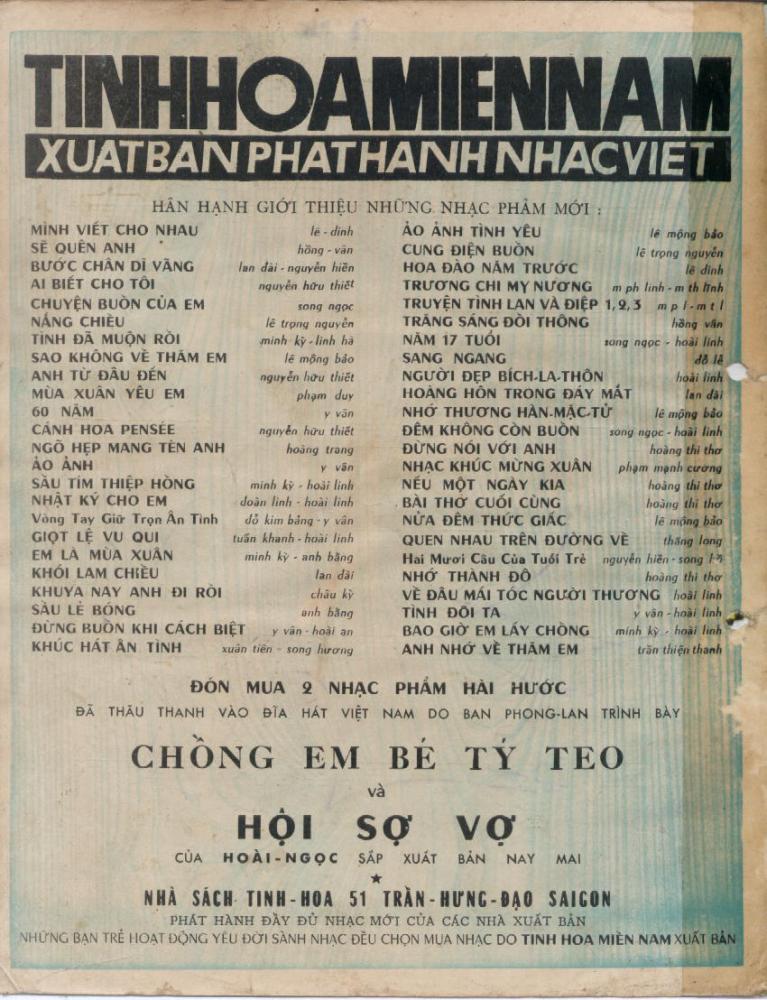 TINHHOAMIENNAM
XUATBANPHATHANHNHACVIET
HÂN HẠNH GIỚI THIỆU NHỮNG NHẠC PHẨM MỚI :
MÌNH VIẾT CHO NHAU lê - dinh
SẼ QUÊN ANH hồng - vân
BƯỚC CHÂN DĨ VÃNG lan đài - nguyễn hiền
AI BIẾT CHO TÔI nguyễn hữu thiết
CHUYỆN BUỒN CỦA EM song ngọc
NẮNG CHIỀU lê trọng nguyễn
TÌNH ĐÃ MUỘN RỒI minh kỳ - linh hà
SAO KHÔNG VỀ THĂM EM lê mộng bảo
ANH TỪ ĐÂU ĐẾN nguyễn hữu thiết
MÙA XUÂN YÊU EM phạm duy
60 NĂM y vân
CÁNH HOA PENSÉE nguyễn hữu thiết
NGÕ HẸP MANG TÊN ANH hoàng trang
ẢO ẢNH y vân
SẦU TÍM THIỆP HỒNG minh kỳ - hoài linh
NHẬT KÝ CHO EM doàn linh - hoài linh
Vòng Tay Giữ Trọn Ân Tình đỗ kim bảng - y vân
GIỌT LỆ VU QUI tuấn khanh - hoài linh
EM LÀ MÙA XUÂN minh kỳ - anh bằng
KHÓI LAM CHIỀU lan đài
KHUYA NAY ANH ĐI RỒI châu kỳ
SẦU LẺ BÓNG anh bằng
ĐỪNG BUỒN KHI CÁCH BIỆT y vân - hoài an
KHÚC HÁT ÂN TÌNH xuân tiên - song hương
ẢO ẢNH TÌNH YÊU lê mộng bảo
CUNG ĐIỆN BUỒN lê trọng nguyễn
HOA ĐÀO NĂM TRƯỚC lê dinh
TRƯƠNG CHI MỴ NƯƠNG m ph linh - m th lĩnh
TRUYỆN TÌNH LAN VÀ ĐIỆP 1, 2, 3 m p l - m t l
TRĂNG SÁNG ĐỒI THÔNG hồng vân
NĂM 17 TUỔI song ngọc - hoài linh
SANG NGANG đỗ lễ
NGƯỜI ĐẸP BÍCH-LA-THÔN hoài linh
HOÀNG HÔN TRONG ĐÁY MẮT lan đài
NHỚ THƯƠNG HÀN-MẶC-TỬ lê mộng bảo
ĐÊM KHÔNG CÒN BUỒN song ngọc - hoài linh
ĐỪNG NÓI VỚI ANH hoàng thi thơ
NHẠC KHÚC MỪNG XUÂN phạm mạnh cương
NẾU MỘT NGÀY KIA hoàng thi thơ
BÀI THƠ CUỐI CÙNG hoàng thi thơ
NỬA ĐÊM THỨC GIẤC lê mộng bảo
QUEN NHAU TRÊN ĐƯỜNG VỀ thăng long
Hai Mươi Câu Của Tuổi Trẻ nguyễn hiền - song
NHỚ THÀNH ĐÔ hoàng thi thơ
VỀ ĐÂU MÁI TÓC NGƯỜI THƯƠNG hoài linh
TÌNH ĐÔI TA y vân - hoài linh
BAO GIỜ EM LẤY CHỒNG minh kỳ - hoài linh
ANH NHỚ VỀ THĂM EM trần thiện thanh
ĐÓN MUA 2 NHẠC PHẨM HÀI HƯỚC
ĐÃ THÂU THANH VÀO ĐĨA HÁT VIỆT NAM DO BAN PHONG-LAN TRÌNH BÀY
CHỒNG EM BÉ TÝ TEO
và
HỘI SỢ VỢ
CỦA HOÀI-NGỌC SẮP XUẤT BẢN NAY MAI
NHÀ SÁCH TINH-HOA 51 TRẦN-HƯNG-ĐẠO SAIGON
PHÁT HÀNH ĐẦY ĐỦ NHẠC MỚI CỦA CÁC NHÀ XUẤT BẢN
NHỮNG BẠN TRẺ HOẠT ĐỘNG YÊU ĐỜI SÀNH NHẠC ĐỀU CHỌN MUA NHẠC DO TINH HOA MIỀN NAM XUẤT BẢN